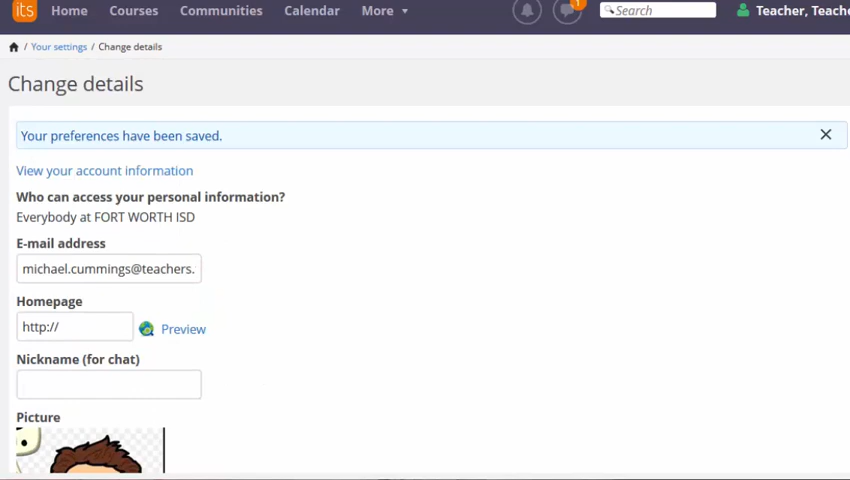 its Home Courses Communities Calendar More 1 Search Teacher, Teache
/ Your settings / Change details
Change details
Your preferences have been saved.
View your account information
Who can access your personal information?
Everybody at FORT WORTH ISD
E-mail address
michael.cummings@teachers.
Homepage
http:// Preview
Nickname (for chat)
Picture